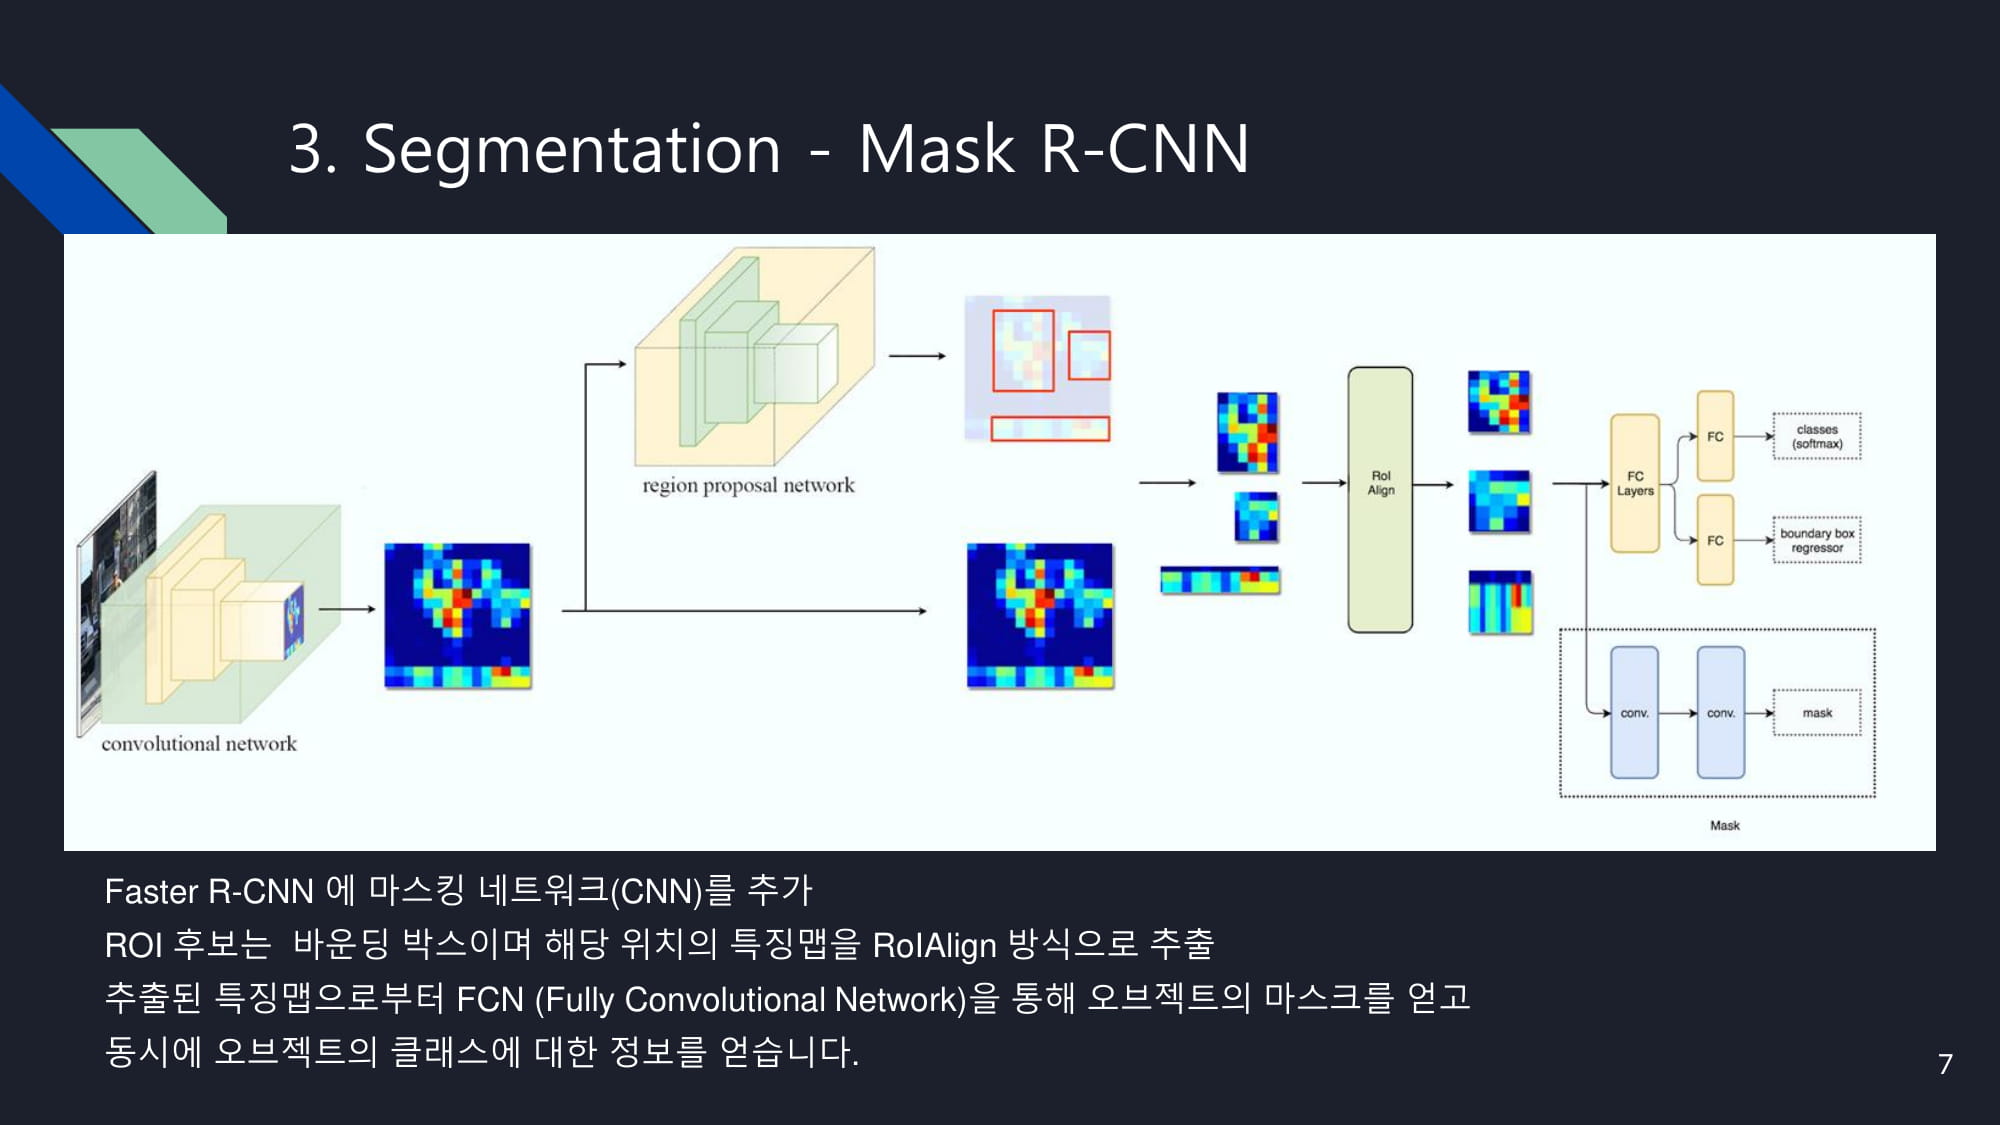 3. Segmentation - Mask R-CNN
region proposal network
convolutional network
RoI
Align
FC
Layers
FC
classes
(softmax)
FC
boundary box
regressor
conv.
conv.
mask
Mask
Faster R-CNN 에 마스킹 네트워크(CNN)를 추가
ROI 후보는 바운딩 박스이며 해당 위치의 특징맵을 RoIAlign 방식으로 추출
추출된 특징맵으로부터 FCN (Fully Convolutional Network)을 통해 오브젝트의 마스크를 얻고
동시에 오브젝트의 클래스에 대한 정보를 얻습니다.
7